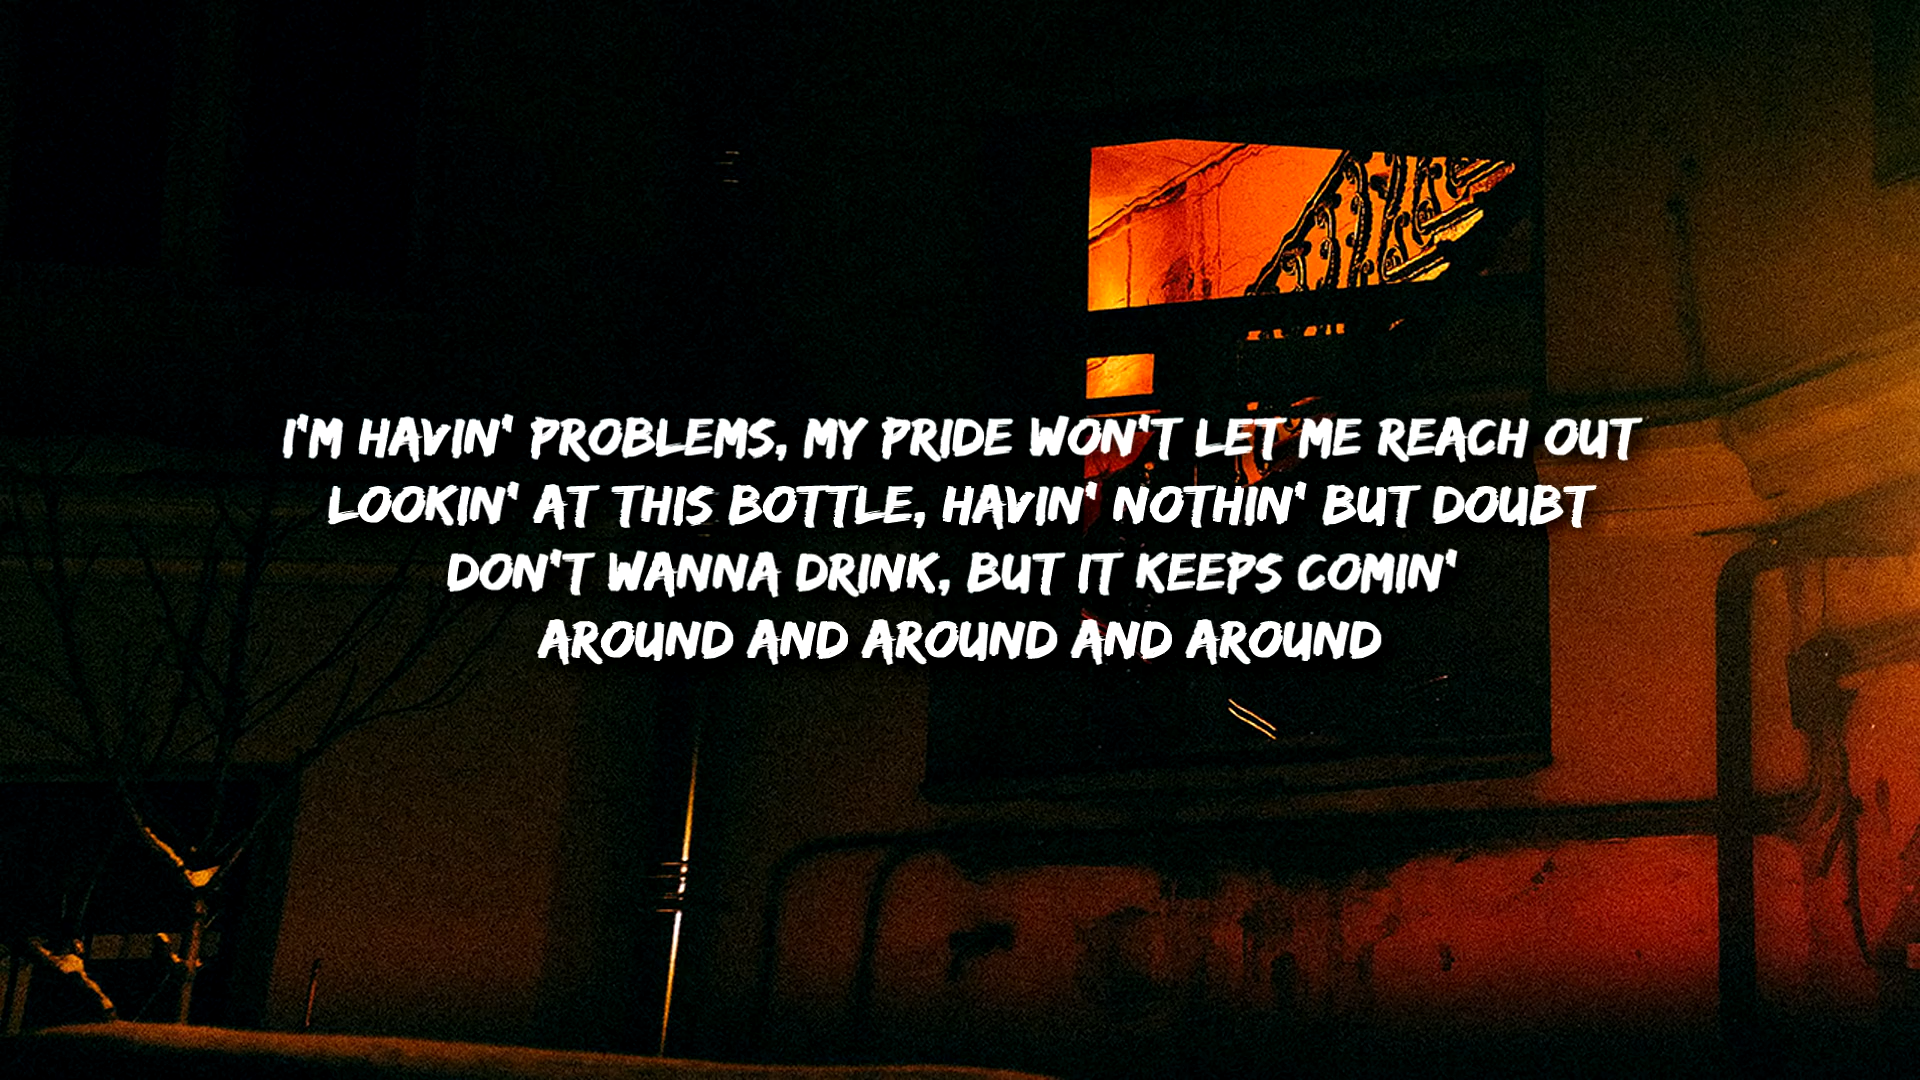 I'M HAVIN' PROBLEMS, MY PRIDE WON'T LET ME REACH OUT
LOOKIN' AT THIS BOTTLE, HAVIN' NOTHIN' BUT DOUBT
DON'T WANNA DRINK, BUT IT KEEPS COMIN'
AROUND AND AROUND AND AROUND